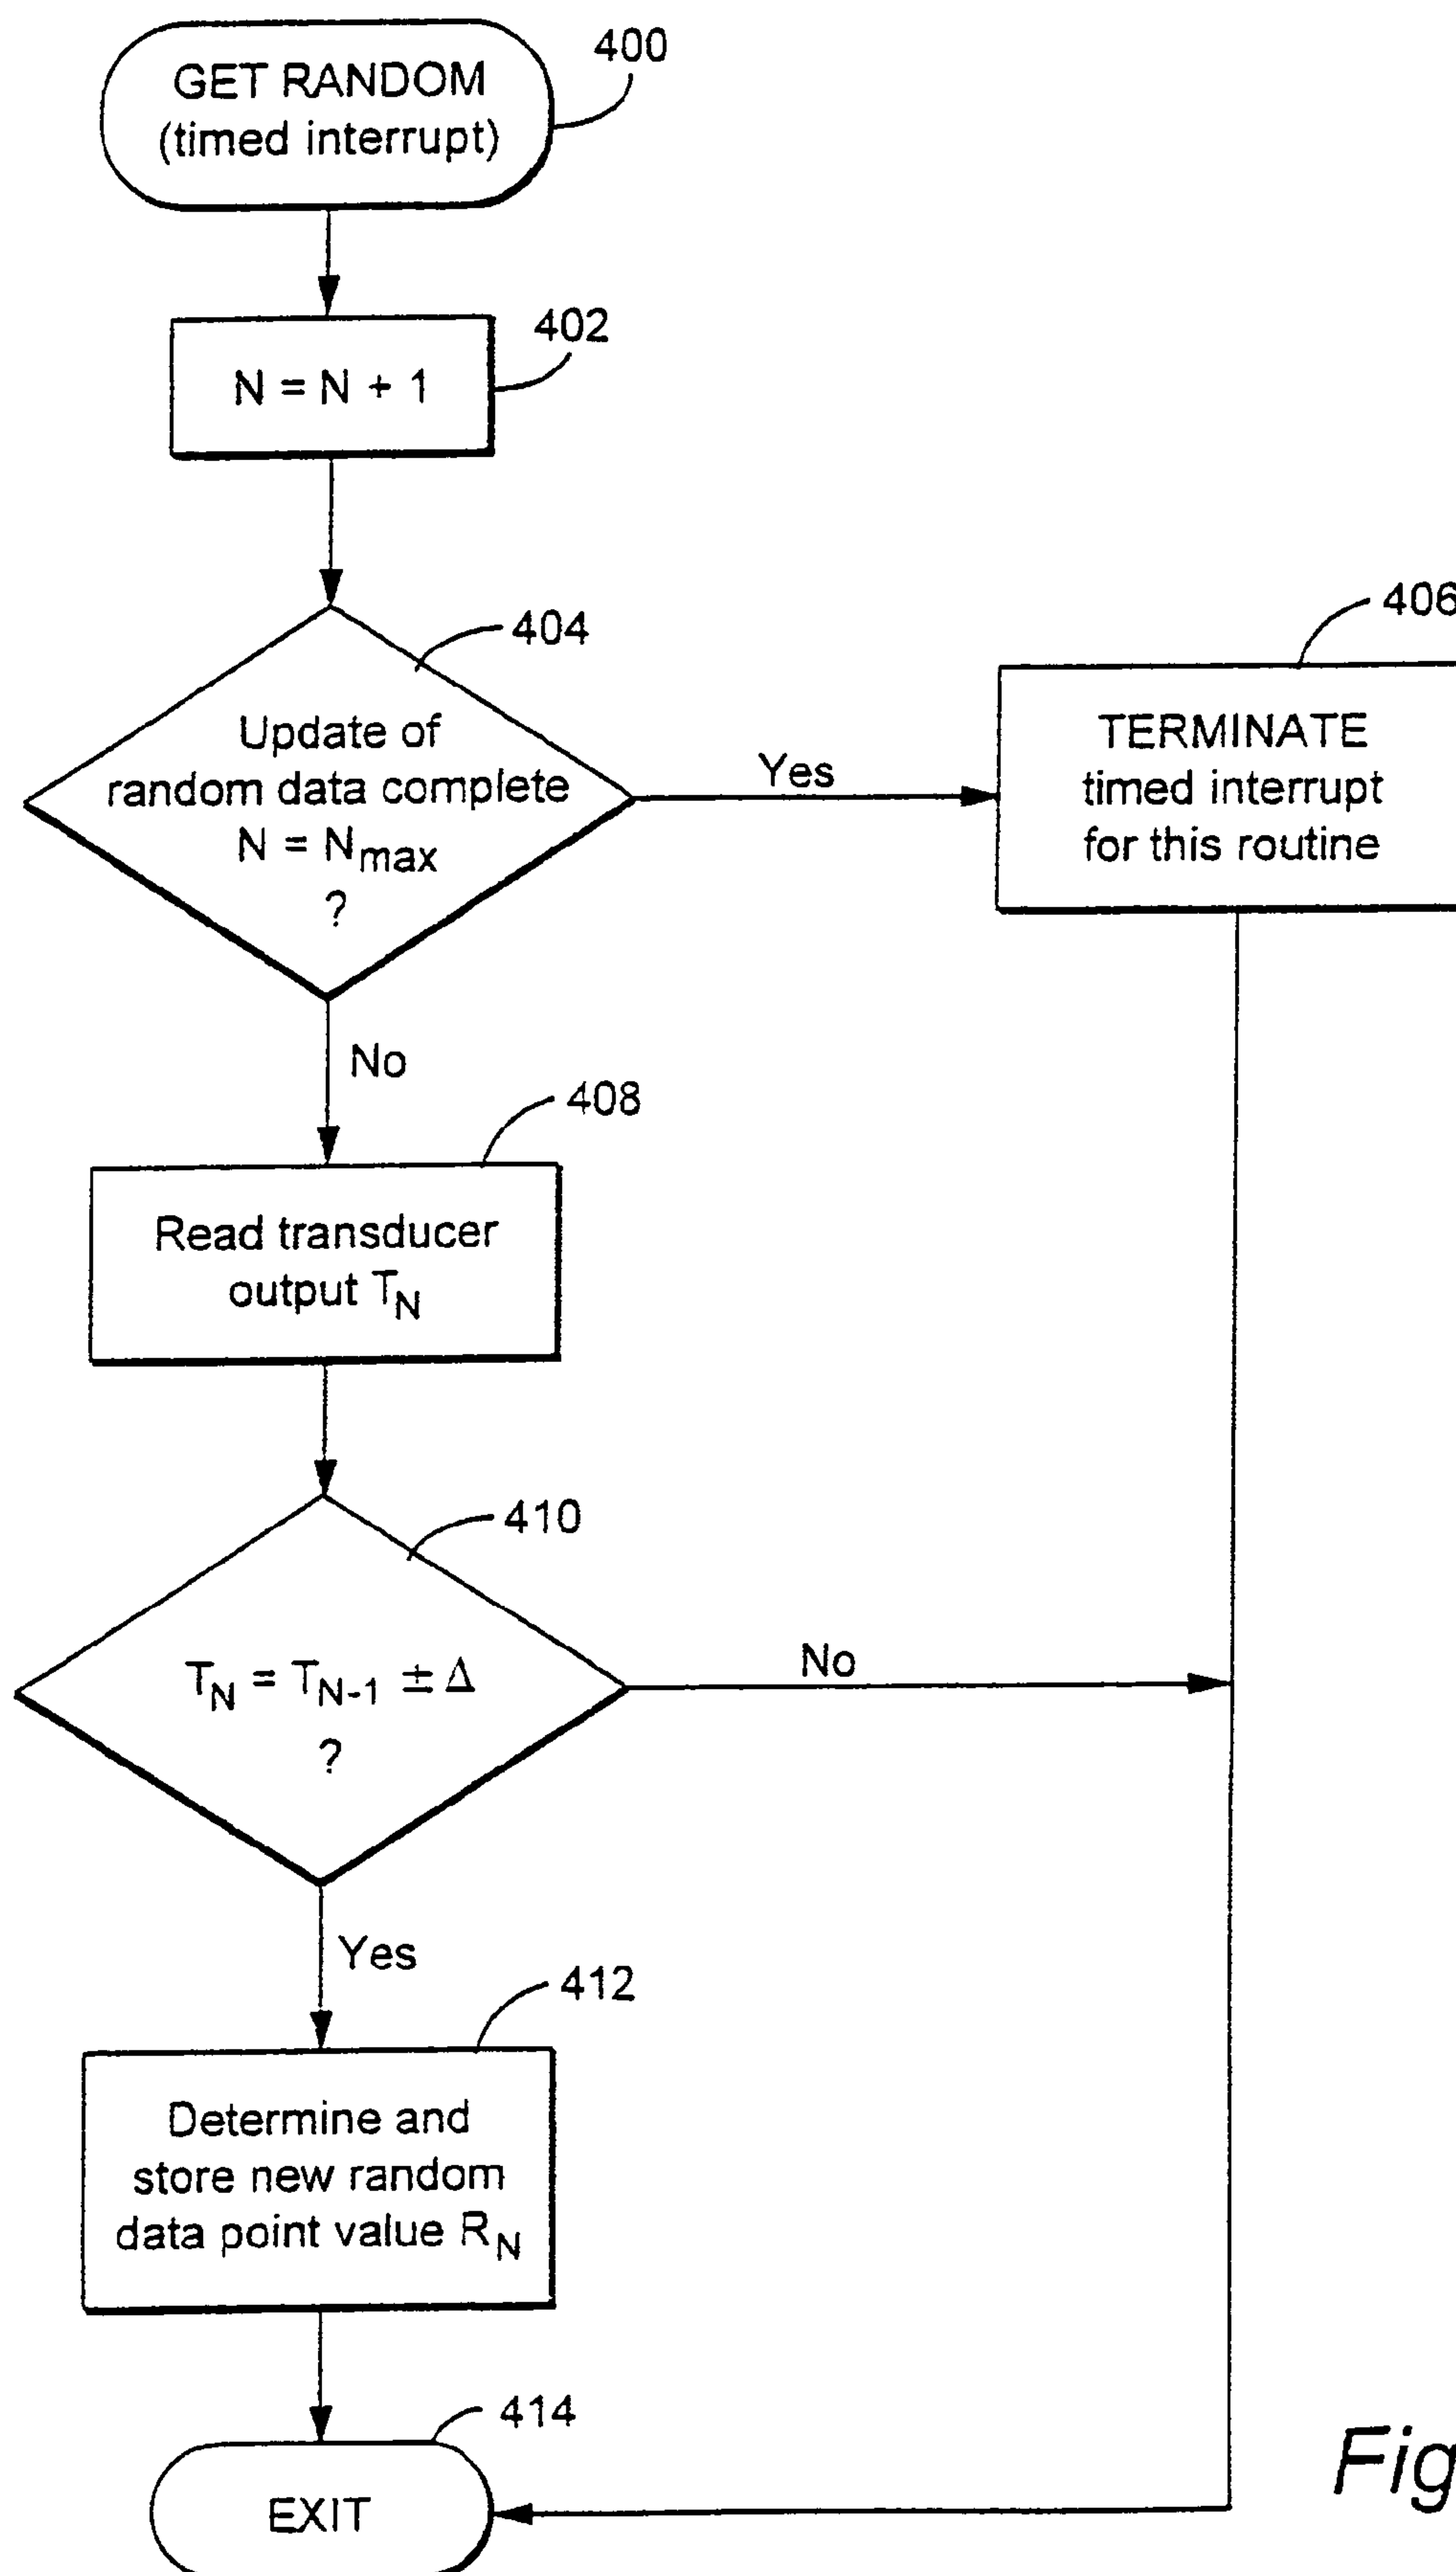 GET RANDOM
(timed interrupt)
400
N = N + 1
402
404
Update of
random data complete
N = Nmax
?
Yes
406
TERMINATE
timed interrupt
for this routine
No
408
Read transducer
output TN
410
TN = TN-1 ± Δ
?
No
Yes
412
Determine and
store new random
data point value RN
414
EXIT
Fig